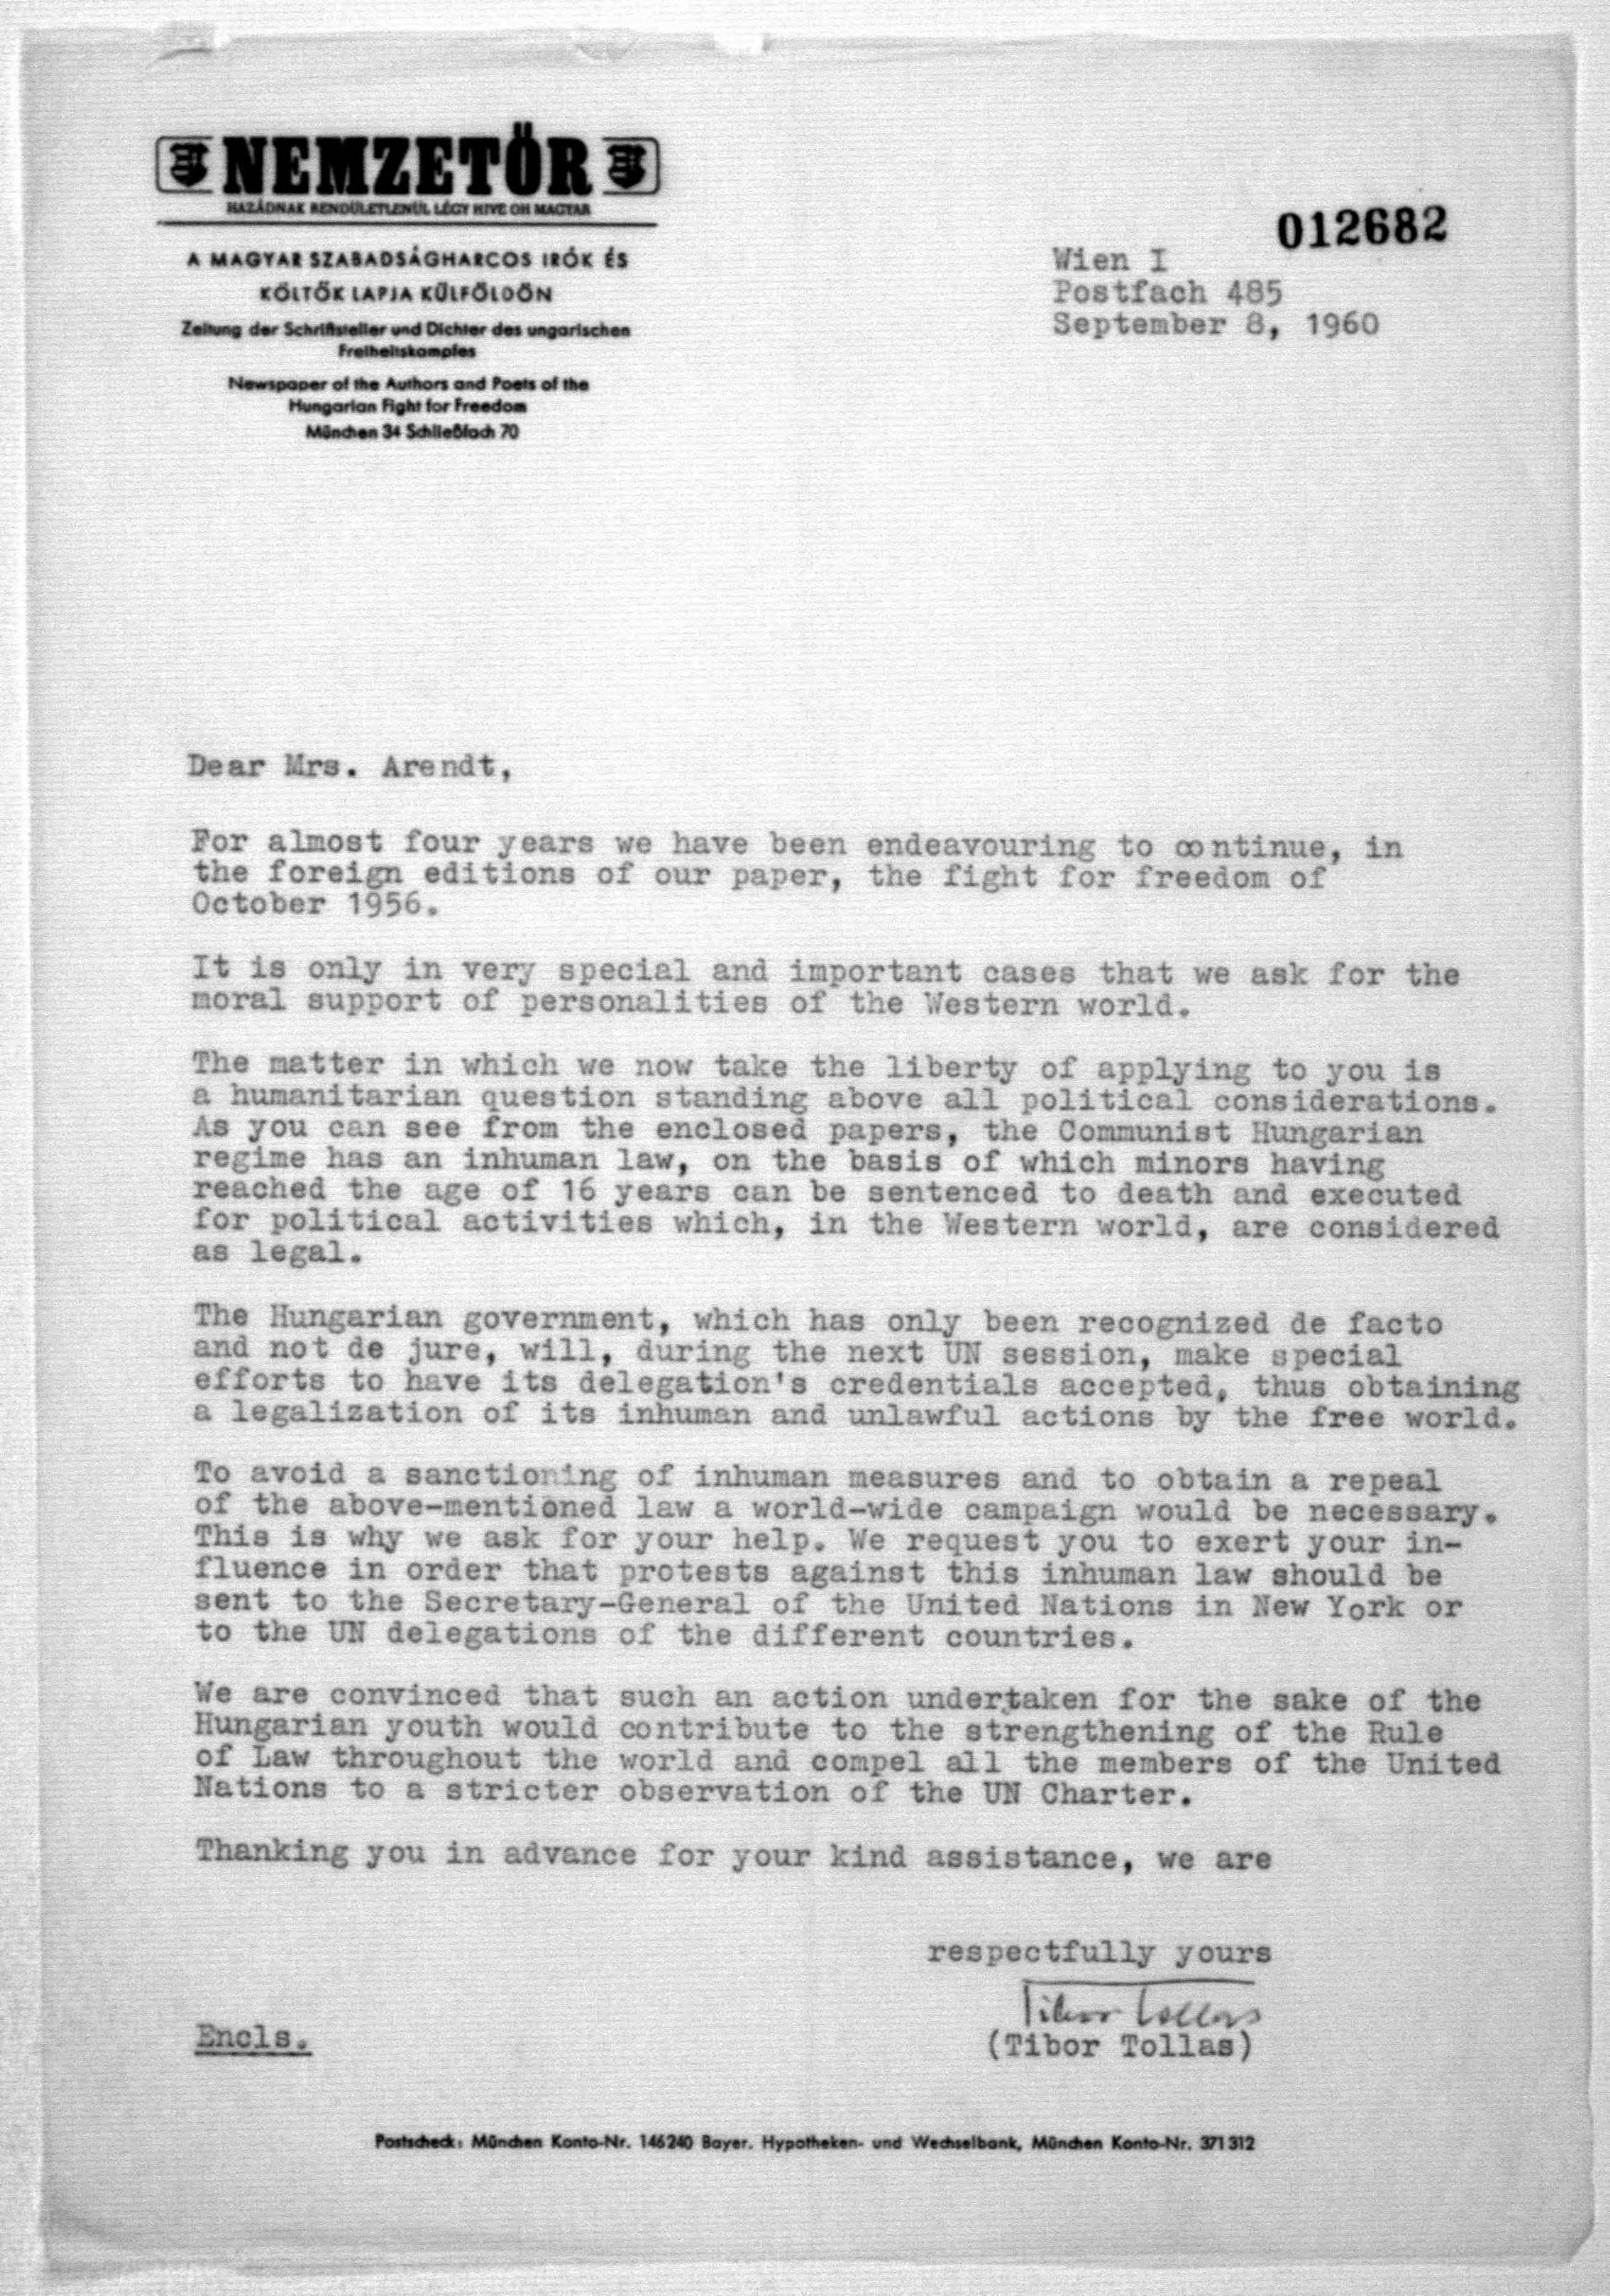 NEMZETŐR
HAZÁDNAK RENDÜLETLENÜL LÉGY HIVE OH MAGYAR
A MAGYAR SZABADSÁGHARCOS IRÓK ÉS
KÖLTŐK LAPJA KÜLFÖLDÖN
Zeitung der Schriftsteller und Dichter des ungarischen
Freiheitskampfes
Newspaper of the Authors and Poets of the
Hungarian Fight for Freedom
München 34 Schließfach 70
012682
Wien I
Postfach 485
September 8, 1960
Dear Mrs. Arendt,
For almost four years we have been endeavouring to continue, in
the foreign editions of our paper, the fight for freedom of
October 1956.
It is only in very special and important cases that we ask for the
moral support of personalities of the Western world.
The matter in which we now take the liberty of applying to you is
a humanitarian question standing above all political considerations.
As you can see from the enclosed papers, the Communist Hungarian
regime has an inhuman law, on the basis of which minors having
reached the age of 16 years can be sentenced to death and executed
for political activities which, in the Western world, are considered
as legal.
The Hungarian government, which has only been recognized de facto
and not de jure, will, during the next UN session, make special
efforts to have its delegation's credentials accepted, thus obtaining
a legalization of its inhuman and unlawful actions by the free world.
To avoid a sanctioning of inhuman measures and to obtain a repeal
of the above-mentioned law a world-wide campaign would be necessary.
This is why we ask for your help. We request you to exert your in-
fluence in order that protests against this inhuman law should be
sent to the Secretary-General of the United Nations in New York or
to the UN delegations of the different countries.
We are convinced that such an action undertaken for the sake of the
Hungarian youth would contribute to the strengthening of the Rule
of Law throughout the world and compel all the members of the United
Nations to a stricter observation of the UN Charter.
Thanking you in advance for your kind assistance, we are
respectfully yours
Tibor Tollas
(Tibor Tollas)
Encls.
Postscheck: München Konto-Nr. 146240 Bayer. Hypotheken- und Wechselbank, München Konto-Nr. 371312